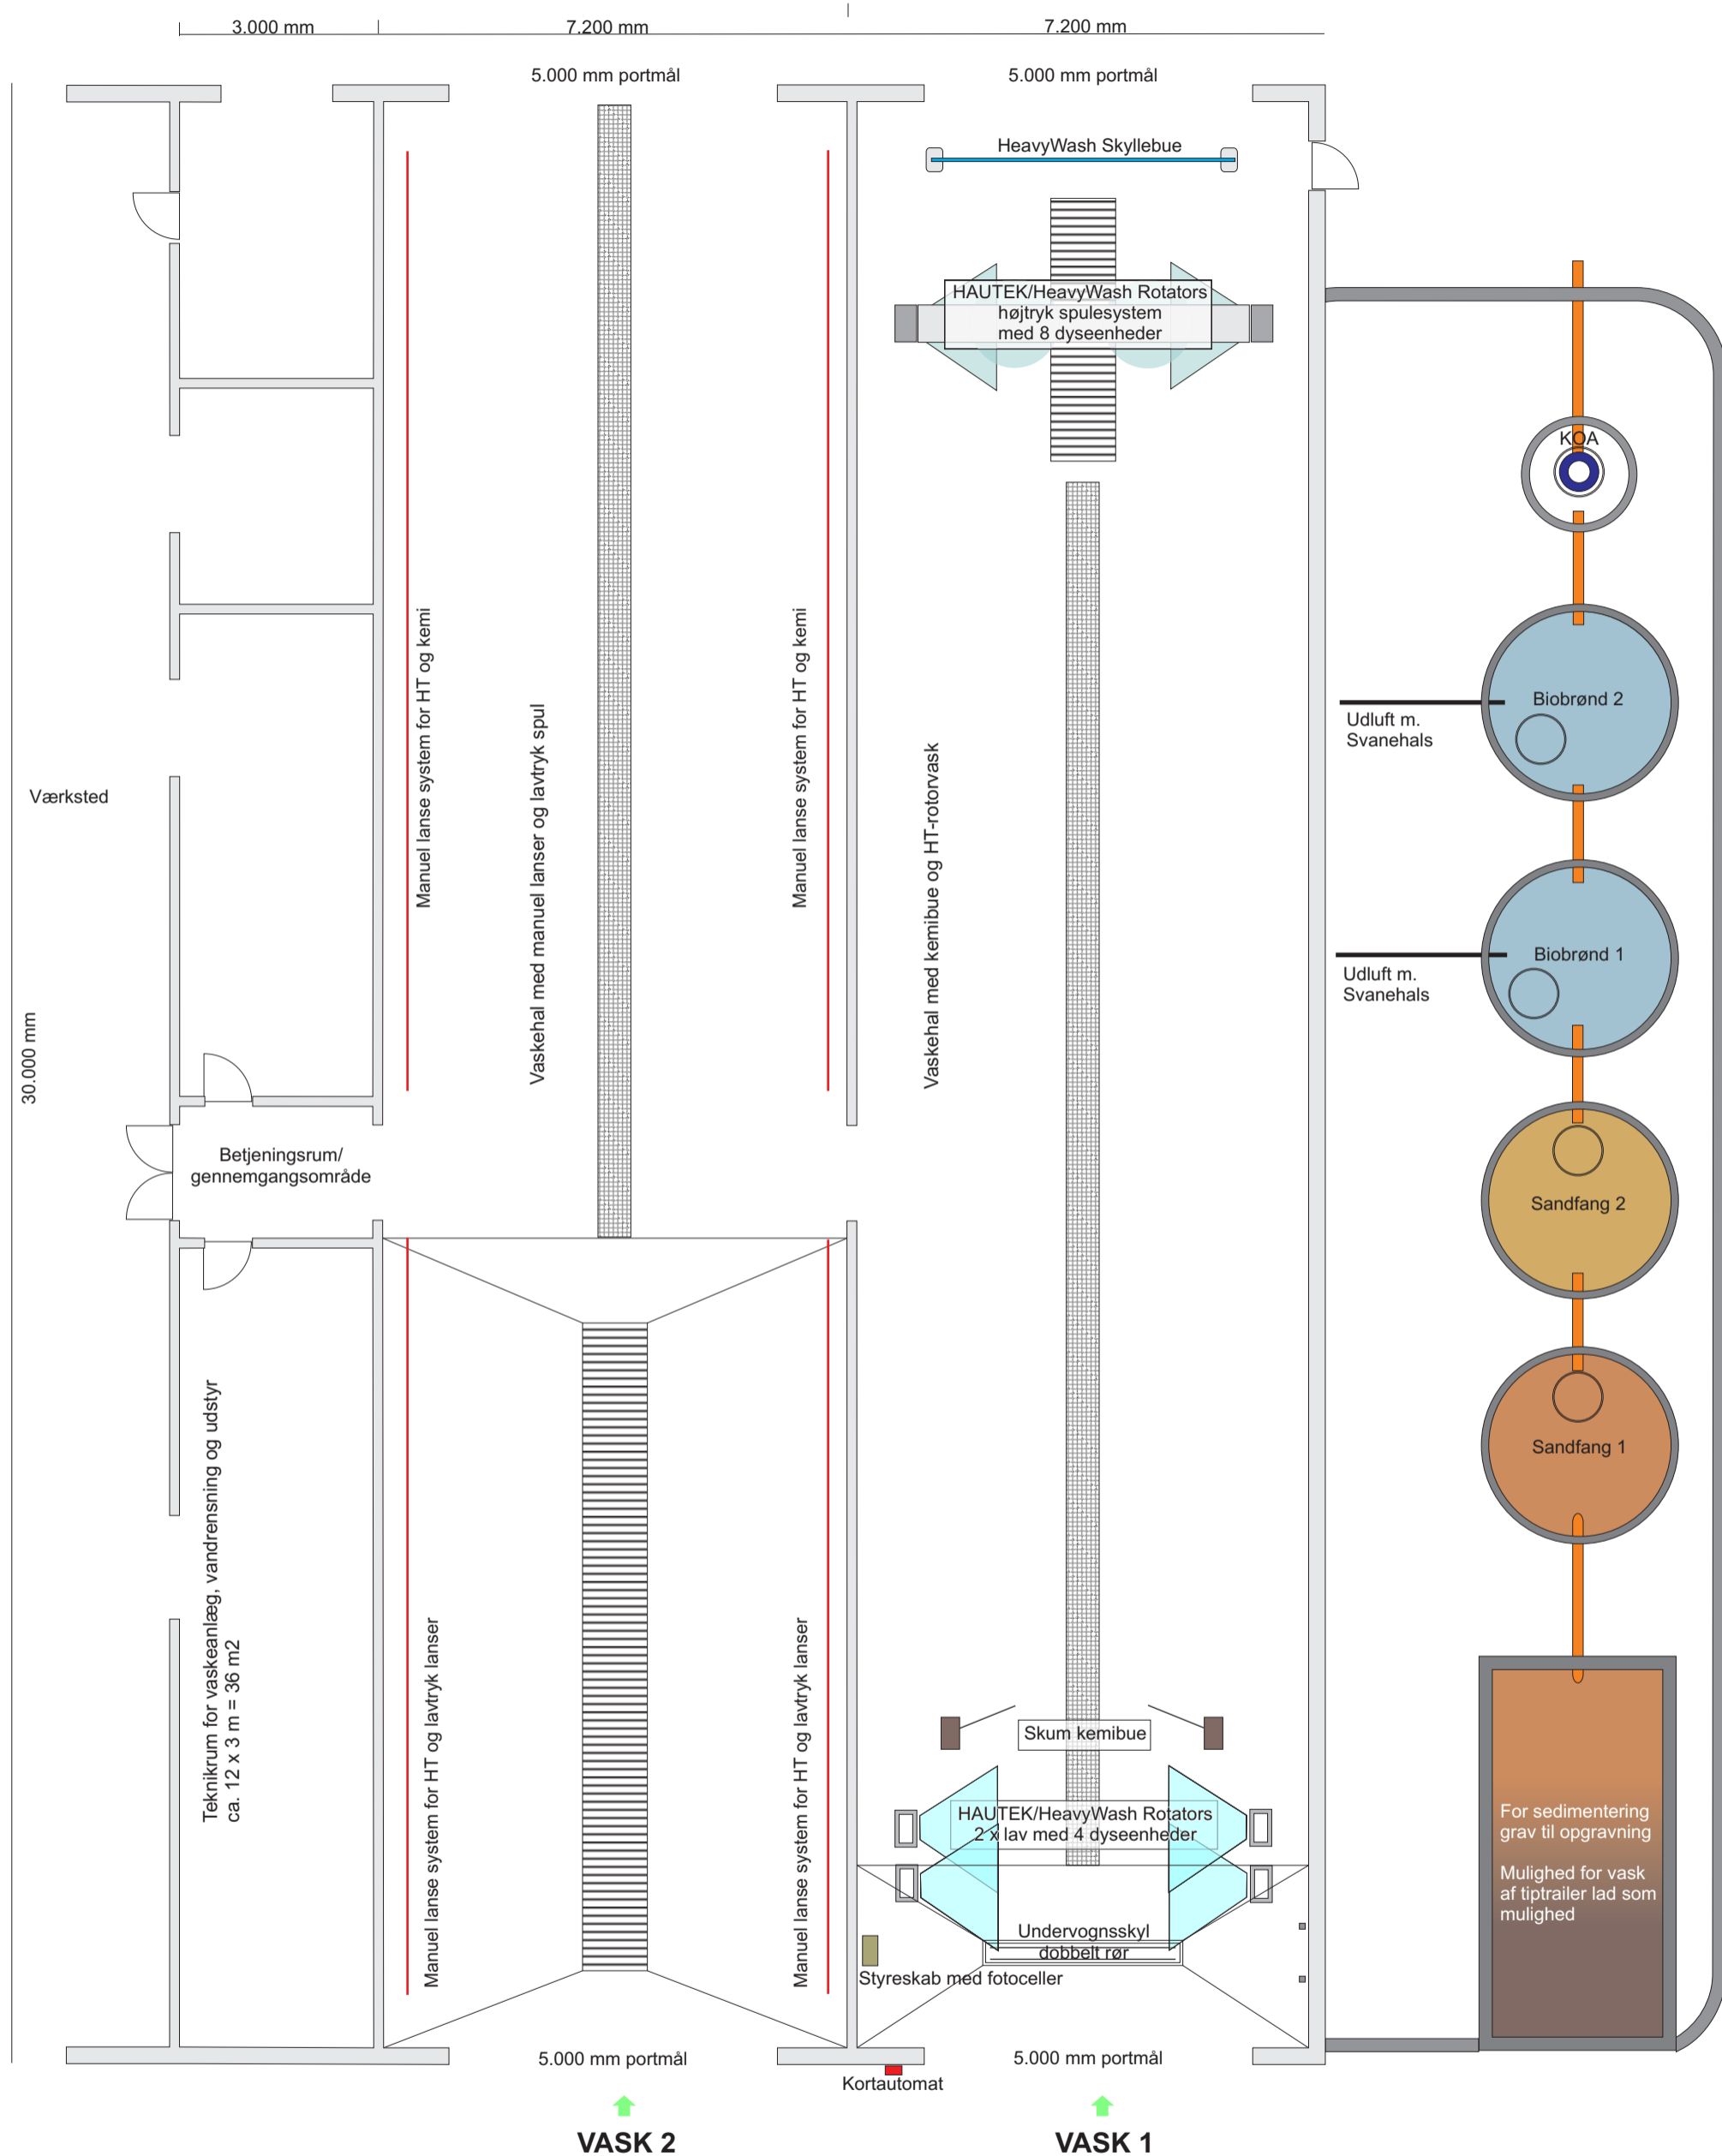 3.000 mm
7.200 mm
7.200 mm
5.000 mm portmål
5.000 mm portmål
HeavyWash Skyllebue
HAUTEK/HeavyWash Rotators
højtryk spulesystem
med 8 dyseenheder
KOA
Manuel lanse system for HT og kemi
Vaskehal med manuel lanser og lavtryk spul
Manuel lanse system for HT og kemi
Vaskehal med kemibue og HT-rotorvask
Biobrønd 2
Udluft m.
Svanehals
Værksted
Biobrønd 1
Udluft m.
Svanehals
30.000 mm
Betjeningsrum/
gennemgangsområde
Sandfang 2
Sandfang 1
Teknikrum for vaskeanlæg, vandrensning og udstyr
ca. 12 x 3 m = 36 m2
Manuel lanse system for HT og lavtryk lanser
Manuel lanse system for HT og lavtryk lanser
Skum kemibue
HAUTEK/HeavyWash Rotators
2 x lav med 4 dyseenheder
For sedimentering
grav til opgravning
Mulighed for vask
af tiptrailer lad som
mulighed
Undervognsskyl
dobbelt rør
Styreskab med fotoceller
5.000 mm portmål
5.000 mm portmål
Kortautomat
VASK 2
VASK 1